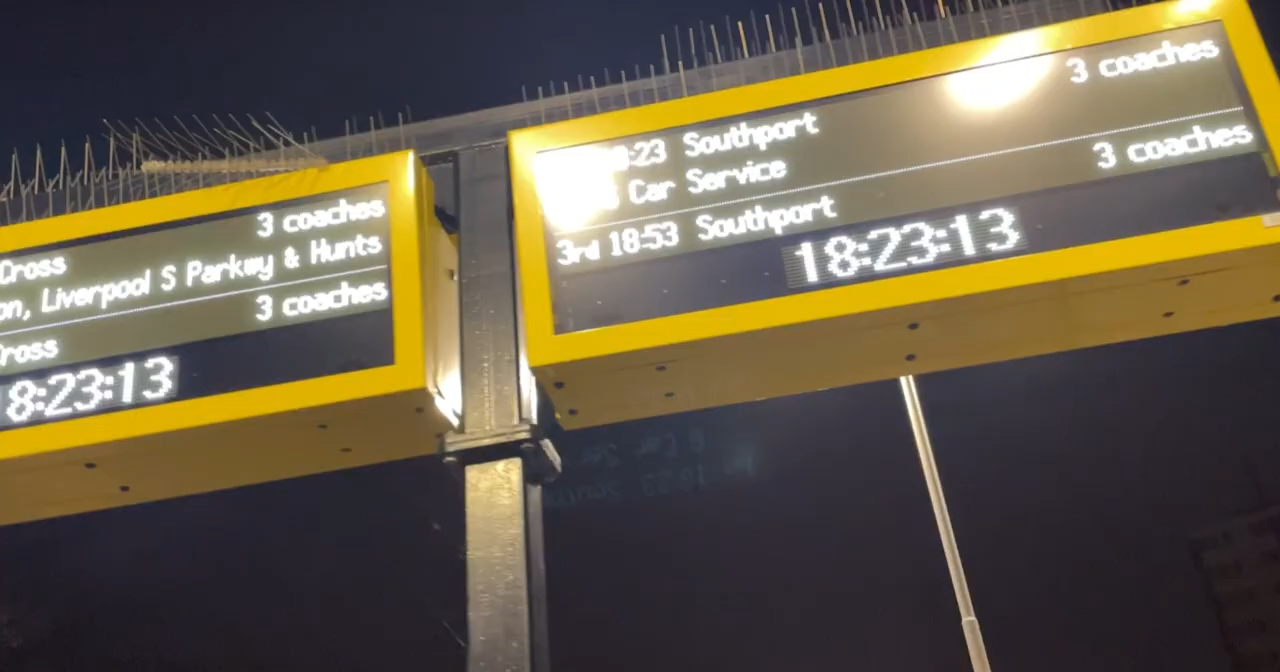 3 coaches
Cross
on, Liverpool S Parkwy & Hunts
3 coaches
Cross
8:23:13
:23 Southport
3 coaches
Car Service
3rd 18:53 Southport
3 coaches
18:23:13